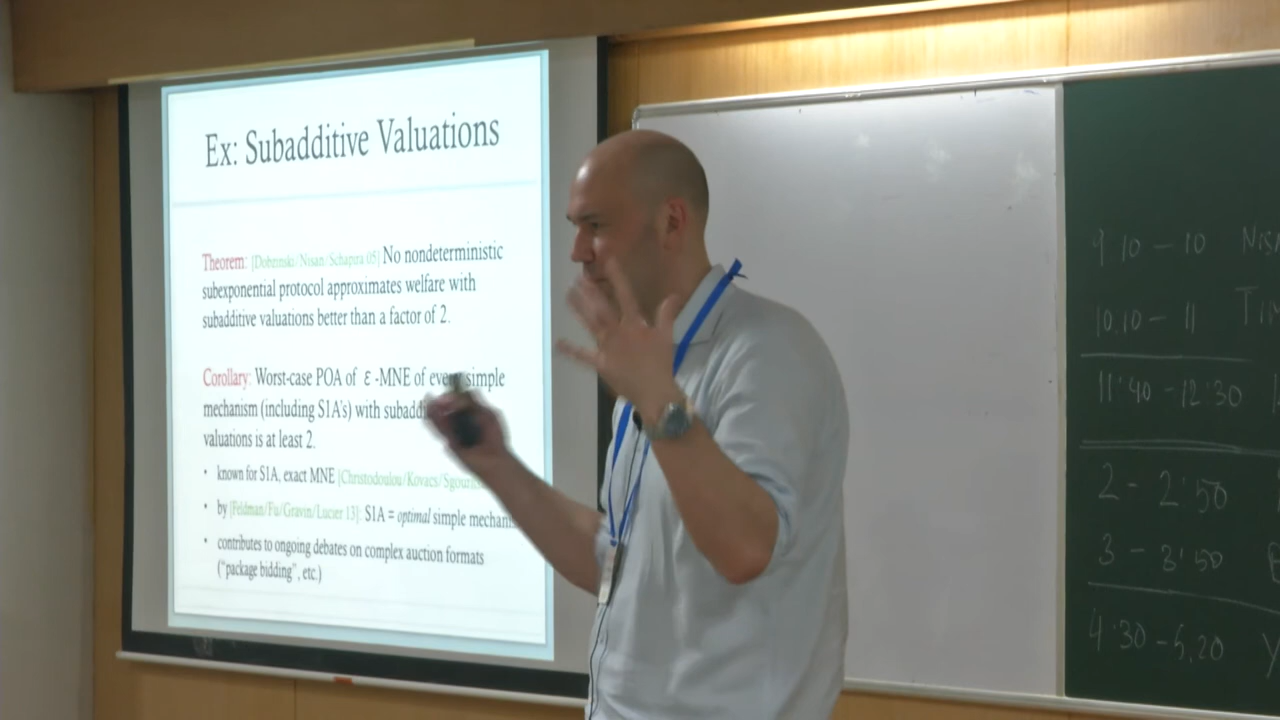 Ex: Subadditive Valuations
Theorem: [Dobzinski/Nisan/Schapira 05] No nondeterministic
subexponential protocol approximates welfare with
subadditive valuations better than a factor of 2.
Corollary: Worst-case POA of ε-MNE of every simple
mechanism (including S1A's) with
valuations is at least 2.
• known for S1A, exact MNE [Christodoulou/Kovacs/
• by [Feldman/Fu/Gravin/Lucier 13]: S1A = optimal simple
• contributes to ongoing debates on complex auction formats
("package bidding", etc.)
9 10 – 10
10.10 – 11
11'40 – 12'30
2 – 2'50
3 – 3'50
4'30 – 5.20